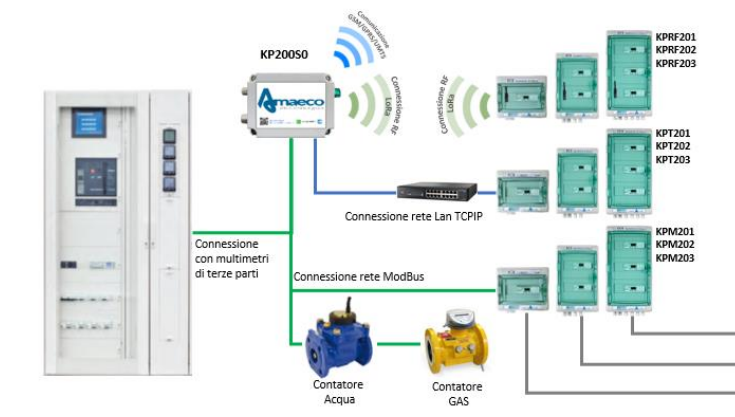 Comunicazione
GSM/GPRS/UMTS
KP200S0
Connessione RF
LoRa
Connessione RF
LoRa
KPRF201
KPRF202
KPRF203
Amaeco
KPT201
KPT202
KPT203
Connessione rete Lan TCPIP
KPM201
KPM202
KPM203
Connessione
con multimetri
di terze parti
Connessione rete ModBus
Contatore
Acqua
Contatore
GAS